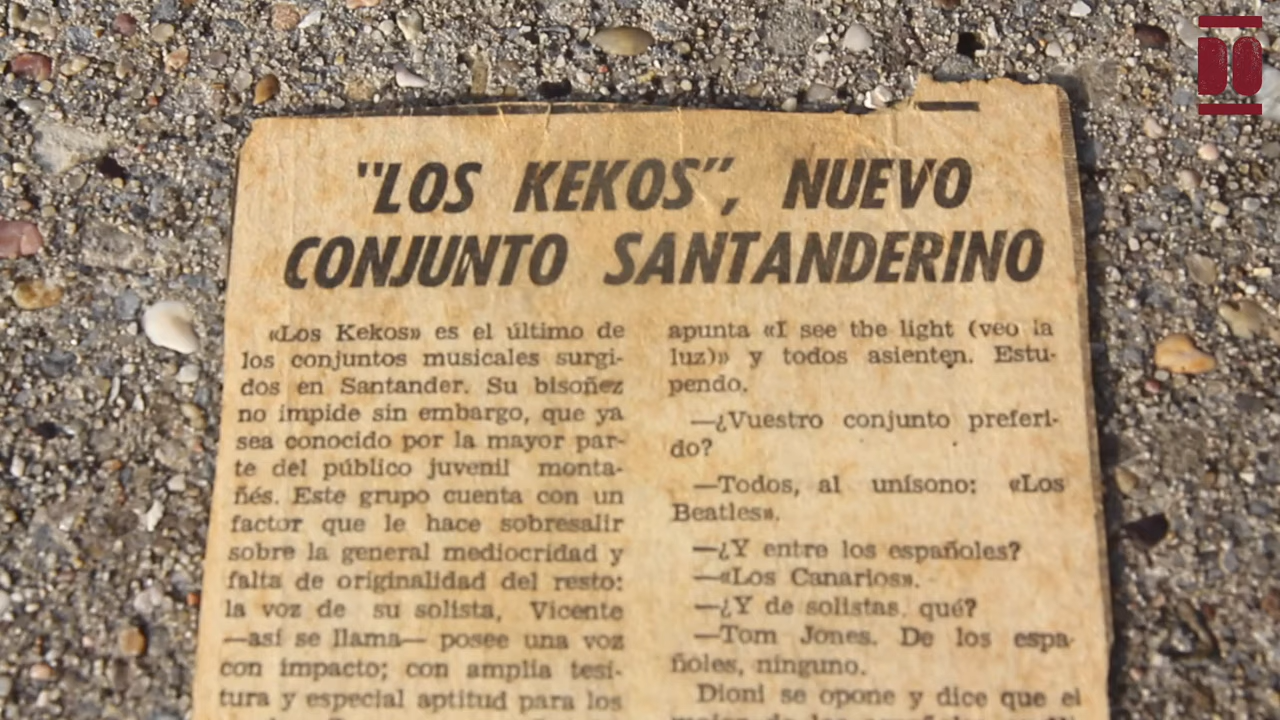 "LOS KEKOS", NUEVO
CONJUNTO SANTANDERINO
«Los Kekos» es el último de
los conjuntos musicales surgi-
dos en Santander. Su bisoñez
no impide sin embargo, que ya
sea conocido por la mayor par-
te del público juvenil monta-
ñés. Este grupo cuenta con un
factor que le hace sobresalir
sobre la general mediocridad y
falta de originalidad del resto:
la voz de su solista, Vicente
—así se llama— posee una voz
con impacto; con amplia tesi-
tura y especial aptitud para los
apunta «I see the light (veo la
luz)» y todos asienten. Estu-
pendo.
—¿Vuestro conjunto preferi-
do?
—Todos, al unísono: «Los
Beatles».
—¿Y entre los españoles?
—«Los Canarios».
—¿Y de solistas, qué?
—Tom Jones. De los espa-
ñoles, ninguno.
Dioni se opone y dice que el
DO